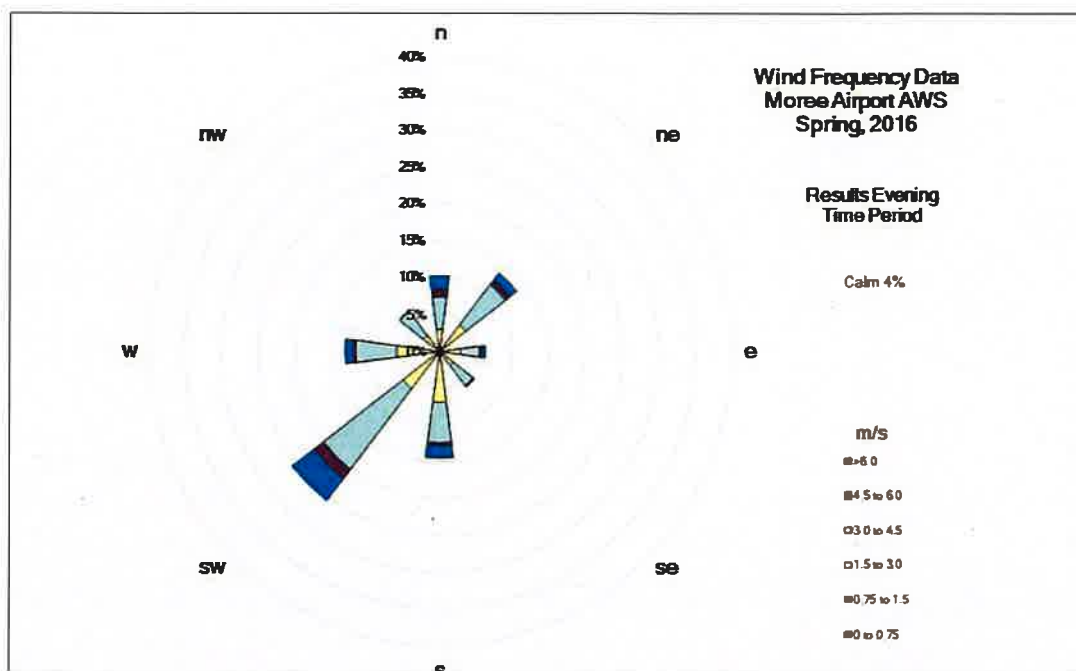 n
40%
35%
30%
25%
20%
15%
10%
5%
0%
nw
ne
w
e
sw
se
s
Wind Frequency Data
Moree Airport AWS
Spring, 2016
Results Evening
Time Period
Calm 4%
m/s
>6.0
4.5 to 6.0
3.0 to 4.5
1.5 to 3.0
0.75 to 1.5
0 to 0.75